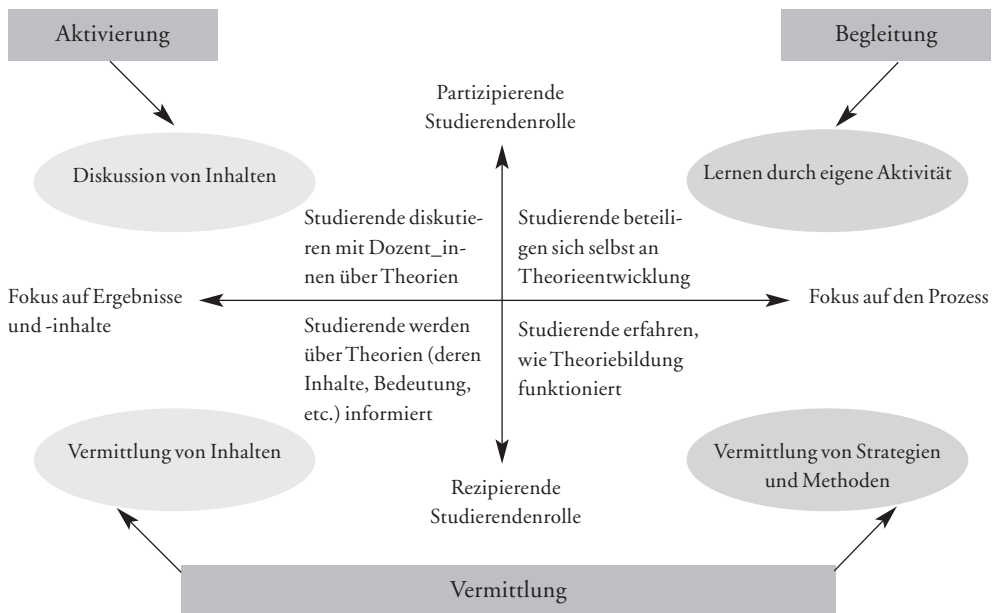 Aktivierung
Begleitung
Partizipierende
Studierendenrolle
Diskussion von Inhalten
Lernen durch eigene Aktivität
Studierende diskutie-
ren mit Dozent_in-
nen über Theorien
Studierende beteili-
gen sich selbst an
Theorieentwicklung
Fokus auf Ergebnisse
und -inhalte
Fokus auf den Prozess
Studierende werden
über Theorien (deren
Inhalte, Bedeutung,
etc.) informiert
Studierende erfahren,
wie Theoriebildung
funktioniert
Vermittlung von Inhalten
Vermittlung von Strategien
und Methoden
Rezipierende
Studierendenrolle
Vermittlung